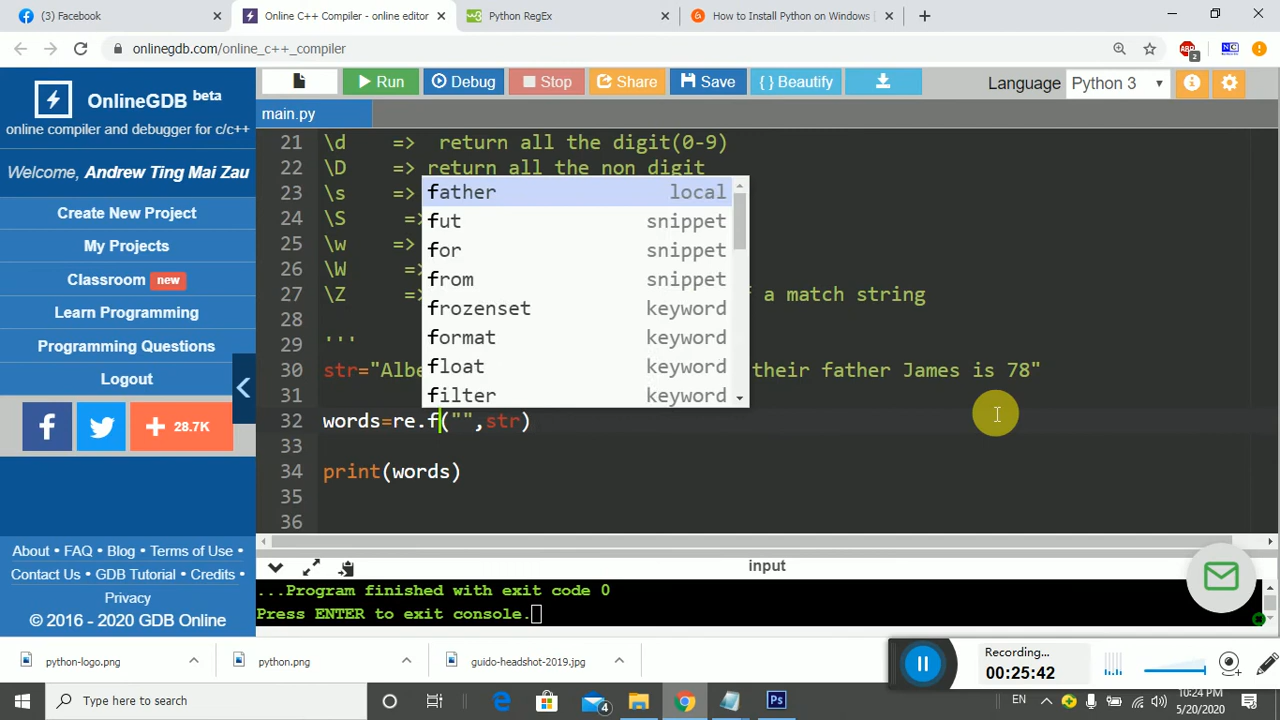 (1) Facebook
Online C++ Compiler - online editor
Python RegEx
How to Install Python on Windows |
onlinegdb.com/online_c++_compiler
OnlineGDB beta
online compiler and debugger for c/c++
Welcome, Andrew Ting Mai Zau
Create New Project
My Projects
Classroom new
Learn Programming
Programming Questions
Logout
28.7K
About • FAQ • Blog • Terms of Use •
Contact Us • GDB Tutorial • Credits •
Privacy
© 2016 - 2020 GDB Online
Run
Debug
Stop
Share
Save
{ } Beautify
Language Python 3
main.py
21 \d => return all the digit(0-9)
22 \D => return all the non digit
23 \s =>
24 \S =>
25 \w =>
26 \W =>
27 \Z => a match string
28
29 '''
30 str="Albe their father James is 78"
31
32 words=re.f("",str)
33
34 print(words)
35
36
father local
fut snippet
for snippet
from snippet
frozenset keyword
format keyword
float keyword
filter keyword
input
...Program finished with exit code 0
Press ENTER to exit console.
python-logo.png
python.png
guido-headshot-2019.jpg
Recording...
00:25:42
Type here to search
4
Ps
EN
10:24 PM
5/20/2020